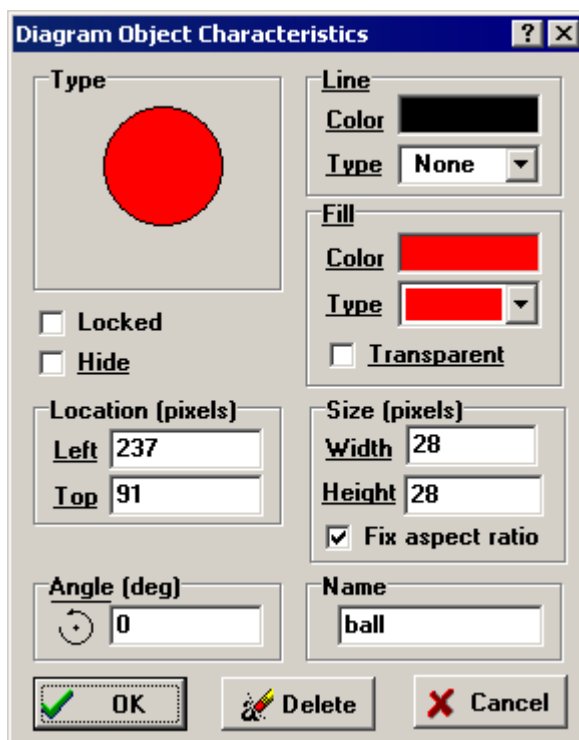 Diagram Object Characteristics
Type
Line
Color
Type None
Fill
Color
Type
Transparent
Locked
Hide
Location (pixels)
Left 237
Top 91
Size (pixels)
Width 28
Height 28
Fix aspect ratio
Angle (deg)
0
Name
ball
OK Delete Cancel